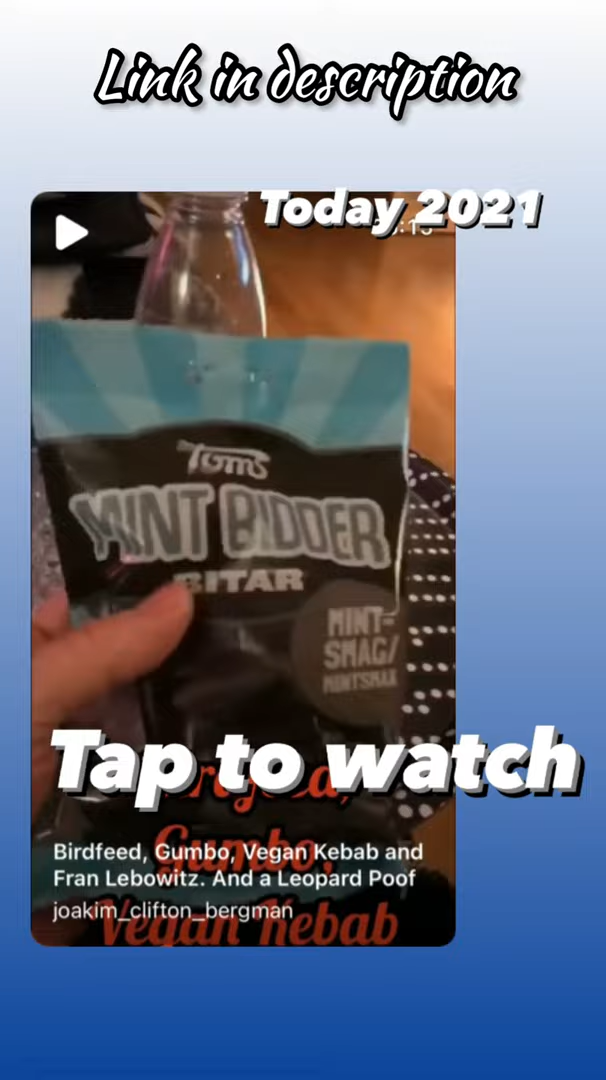 Link in description
Today 2021
Toms
MINT BIDDER
BITAR
MINT-
SMAG/
MINTSMAK
Tap to watch
Gumbo,
Birdfeed, Gumbo, Vegan Kebab and
Fran Lebowitz. And a Leopard Poof
joakim_clifton_bergman
Vegan Kebab